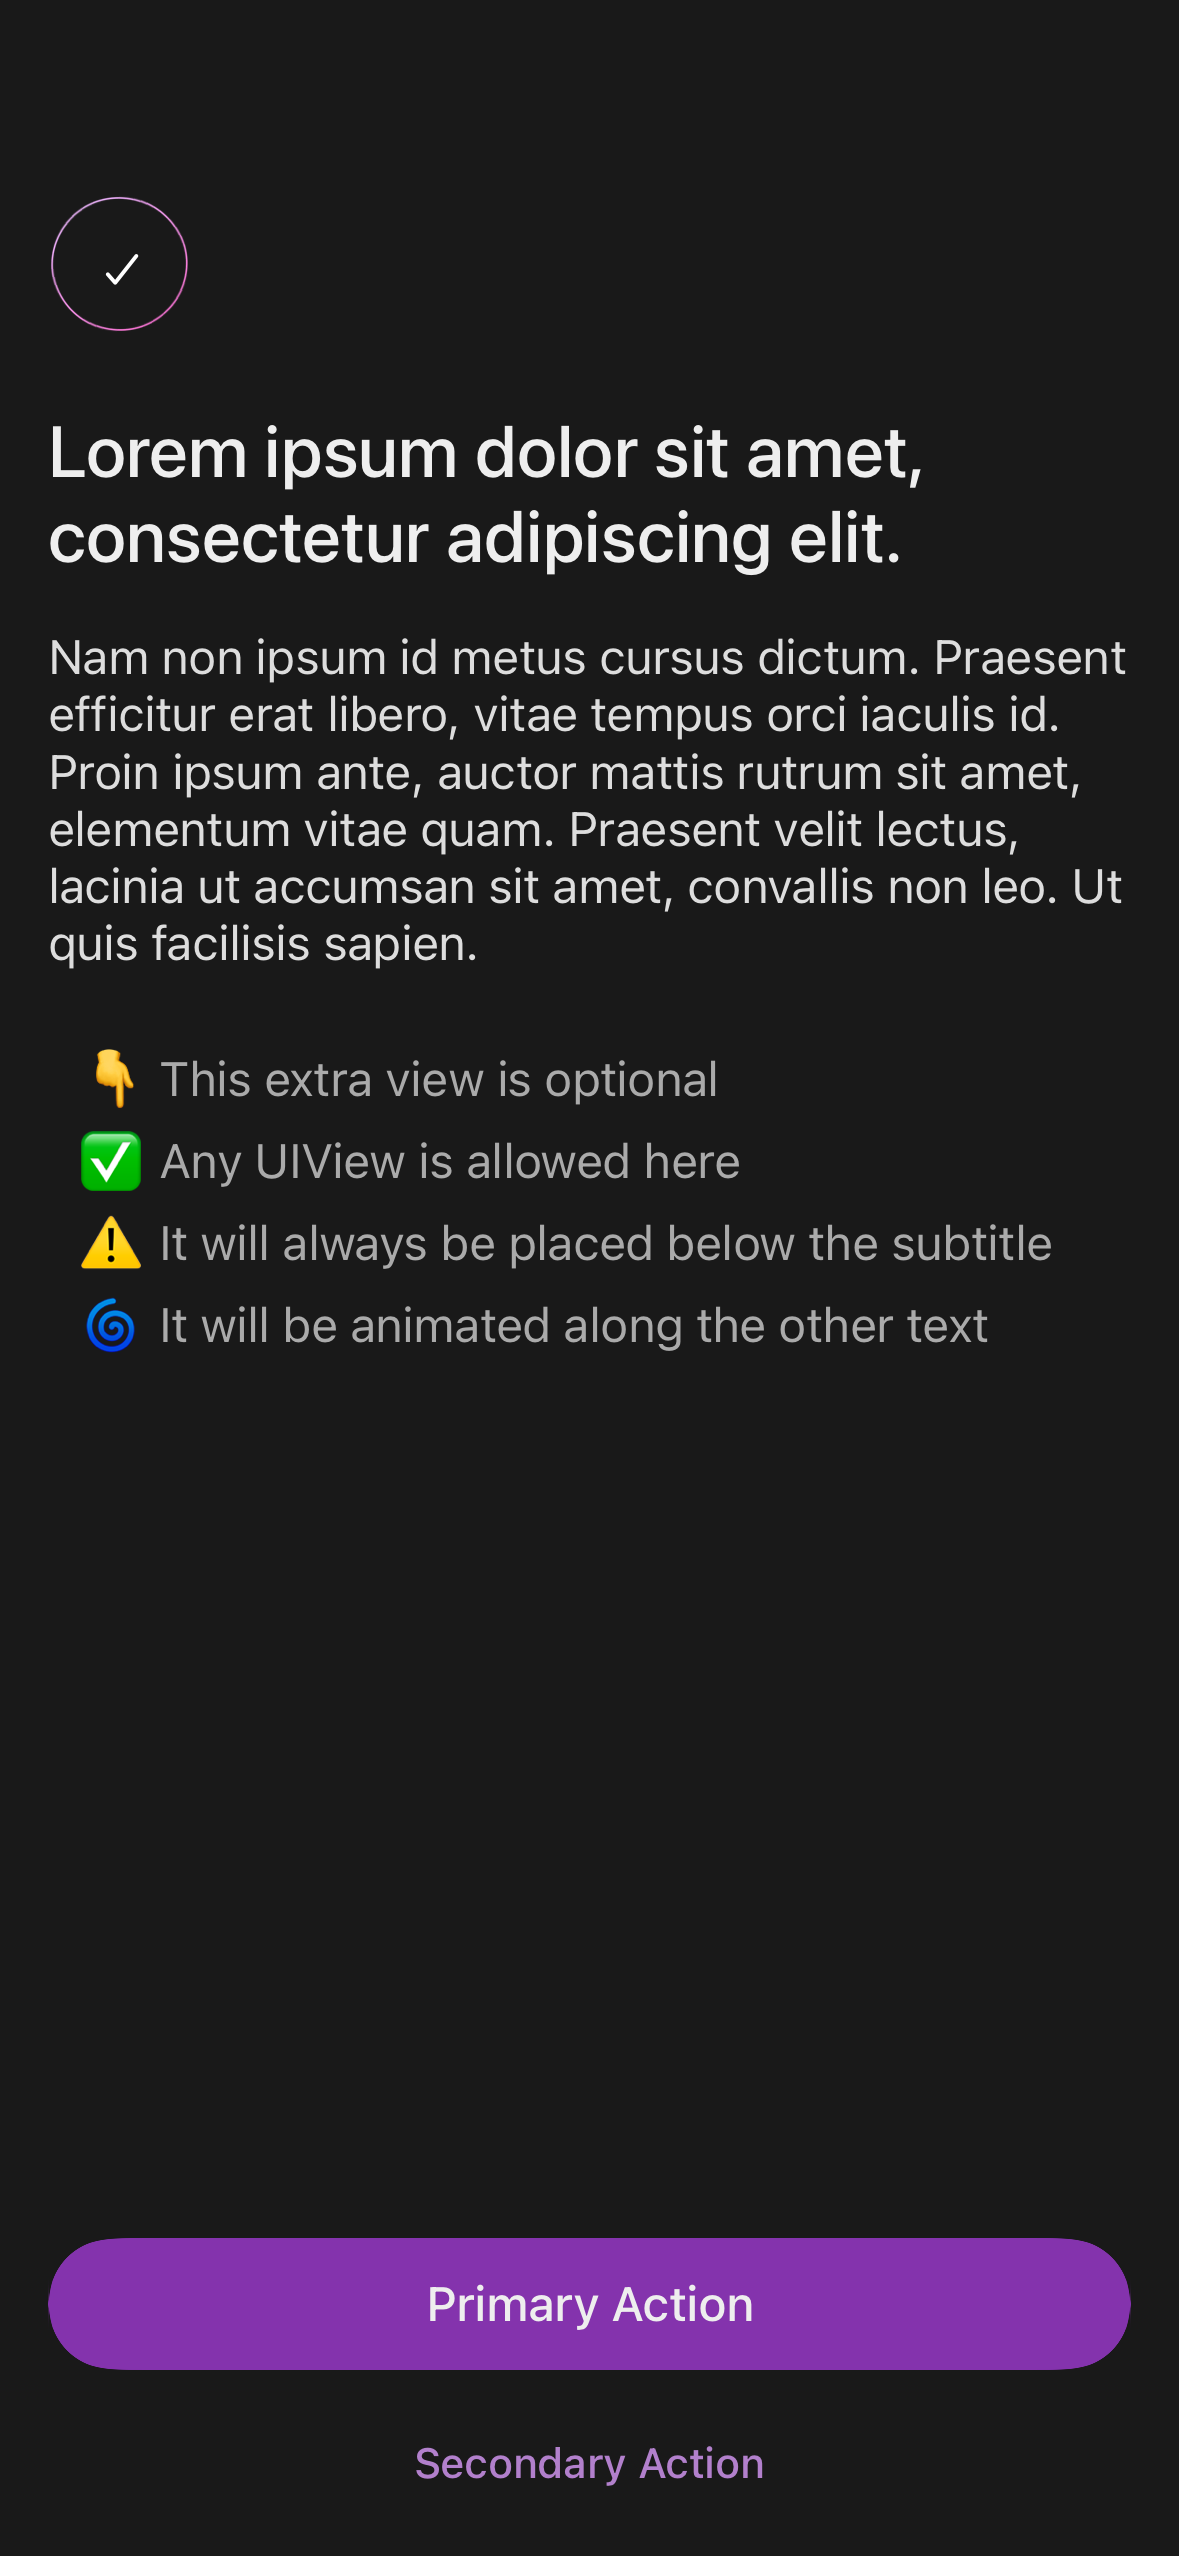 Lorem ipsum dolor sit amet,
consectetur adipiscing elit.
Nam non ipsum id metus cursus dictum. Praesent
efficitur erat libero, vitae tempus orci iaculis id.
Proin ipsum ante, auctor mattis rutrum sit amet,
elementum vitae quam. Praesent velit lectus,
lacinia ut accumsan sit amet, convallis non leo. Ut
quis facilisis sapien.
👇 This extra view is optional
✅ Any UIView is allowed here
⚠️ It will always be placed below the subtitle
🌀 It will be animated along the other text
Primary Action
Secondary Action